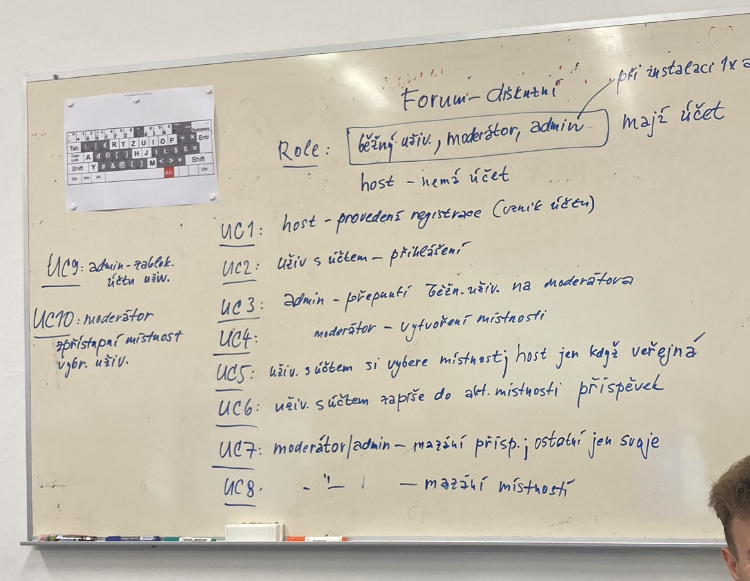 Forum - diskuzní
při instalaci 1x a
Role: běžný uživ., moderátor, admin mají účet
host - nemá účet
UC1: host - provedení registrace (vznik účtu)
UC2: uživ s účtem - přihlášení
UC3: admin - přepnutí běžn. uživ. na moderátora
UC4: moderátor - vytvoření místnosti
UC5: uživ. s účtem si vybere místnost; host jen když veřejná
UC6: uživ. s účtem zapíše do akt. místnosti příspěvek
UC7: moderátor/admin - mazání přísp.; ostatní jen svoje
UC8. - "- — mazání místností
UC9: admin - zablok.
účtu uživ.
UC10: moderátor
zpřístupní místnost
vybr. uživ.
Tab R T Z U I O P Entr
A d H J L
Shift Y M Shift